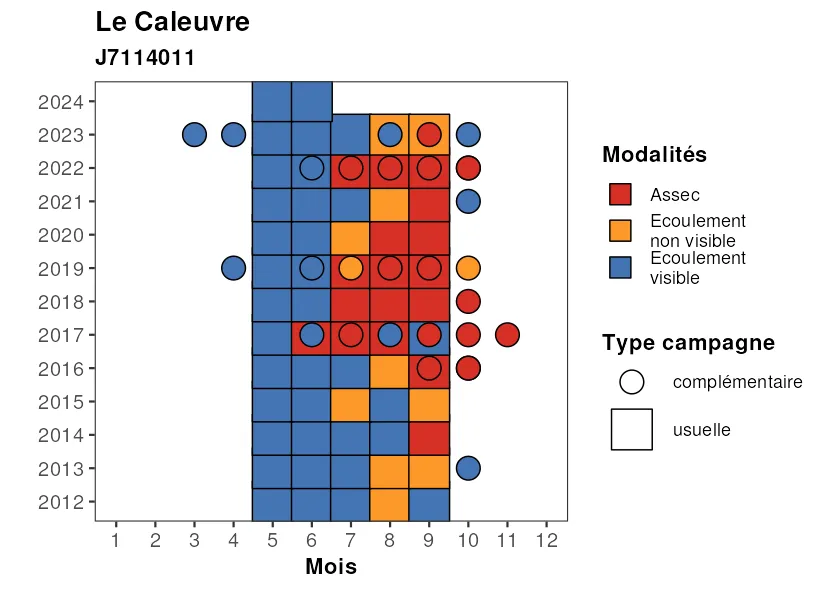 Le Caleuvre
J7114011
2024
2023
2022
2021
2020
2019
2018
2017
2016
2015
2014
2013
2012
1 2 3 4 5 6 7 8 9 10 11 12
Mois
Modalités
Assec
Ecoulement
non visible
Ecoulement
visible
Type campagne
complémentaire
usuelle